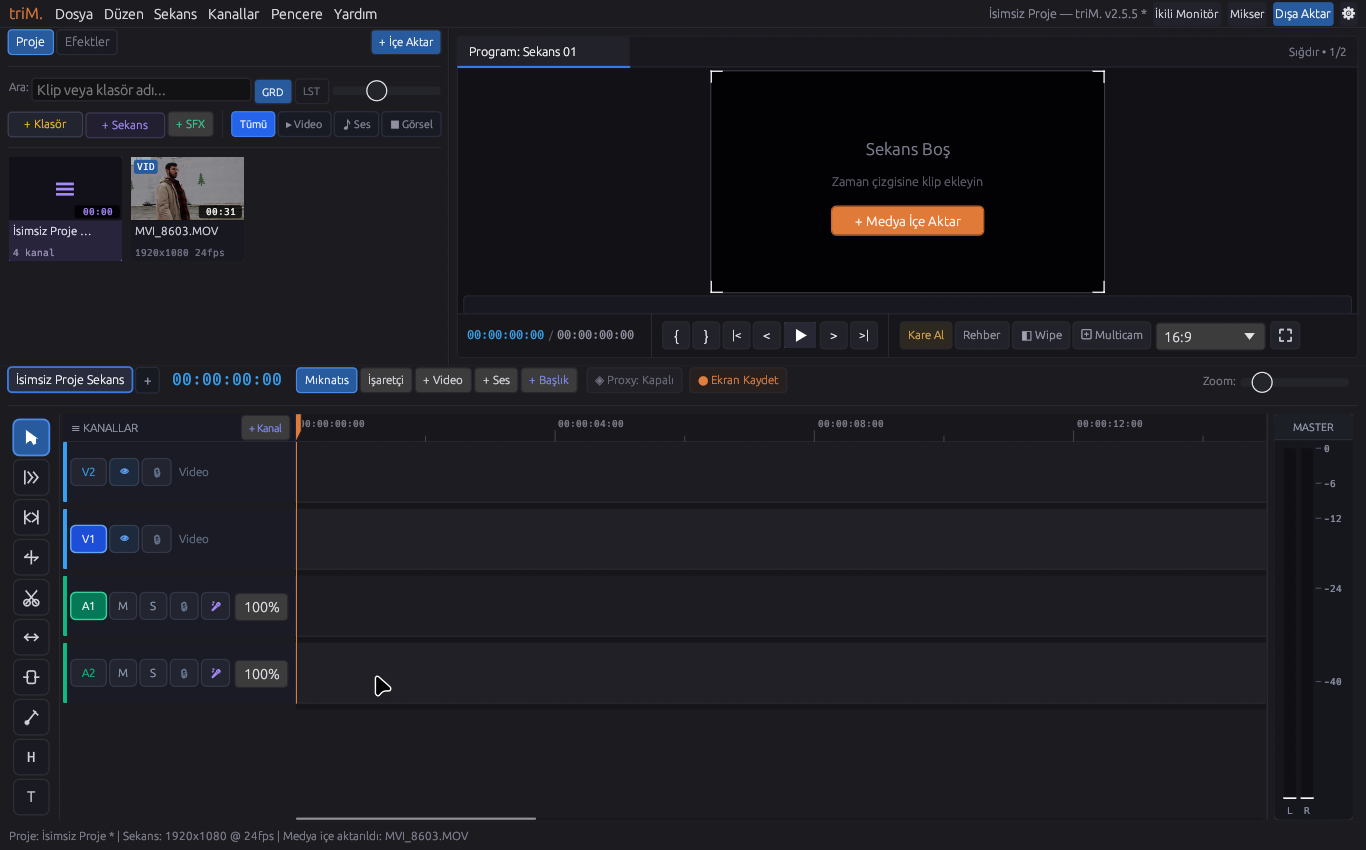 triM. Dosya Düzen Sekans Kanallar Pencere Yardım
İsimsiz Proje — triM. v2.5.5 * İkili Monitör Mikser Dışa Aktar
Proje Efektler + İçe Aktar
Ara: Klip veya klasör adı... GRD LST
+ Klasör + Sekans + SFX Tümü Video Ses Görsel
00:00
İsimsiz Proje ...
4 kanal
VID
00:31
MVI_8603.MOV
1920x1080 24fps
Program: Sekans 01 Sığdır • 1/2
Sekans Boş
Zaman çizgisine klip ekleyin
+ Medya İçe Aktar
00:00:00:00 / 00:00:00:00 { } |< < > >| Kare Al Rehber Wipe Multicam 16:9
İsimsiz Proje Sekans + 00:00:00:00 Mıknatıs İşaretçi + Video + Ses + Başlık Proxy: Kapalı Ekran Kaydet Zoom:
KANALLAR + Kanal
00:00:00:00 00:00:04:00 00:00:08:00 00:00:12:00
V2 Video
V1 Video
A1 M S 100%
A2 M S 100%
H
T
MASTER
0
-6
-12
-24
-40
L R
Proje: İsimsiz Proje * | Sekans: 1920x1080 @ 24fps | Medya içe aktarıldı: MVI_8603.MOV